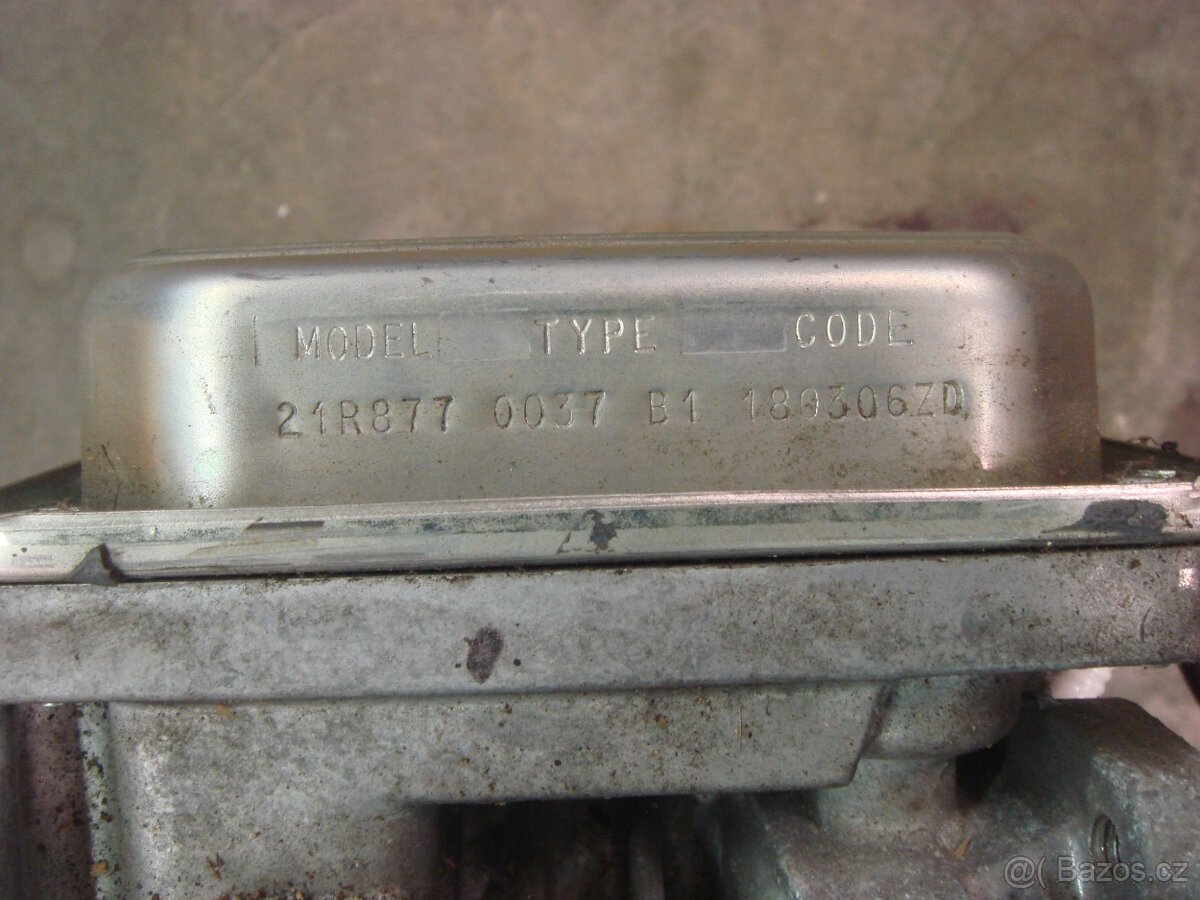 MODEL TYPE CODE
21R877 0037 B1 180306ZD
@( Bazos.cz